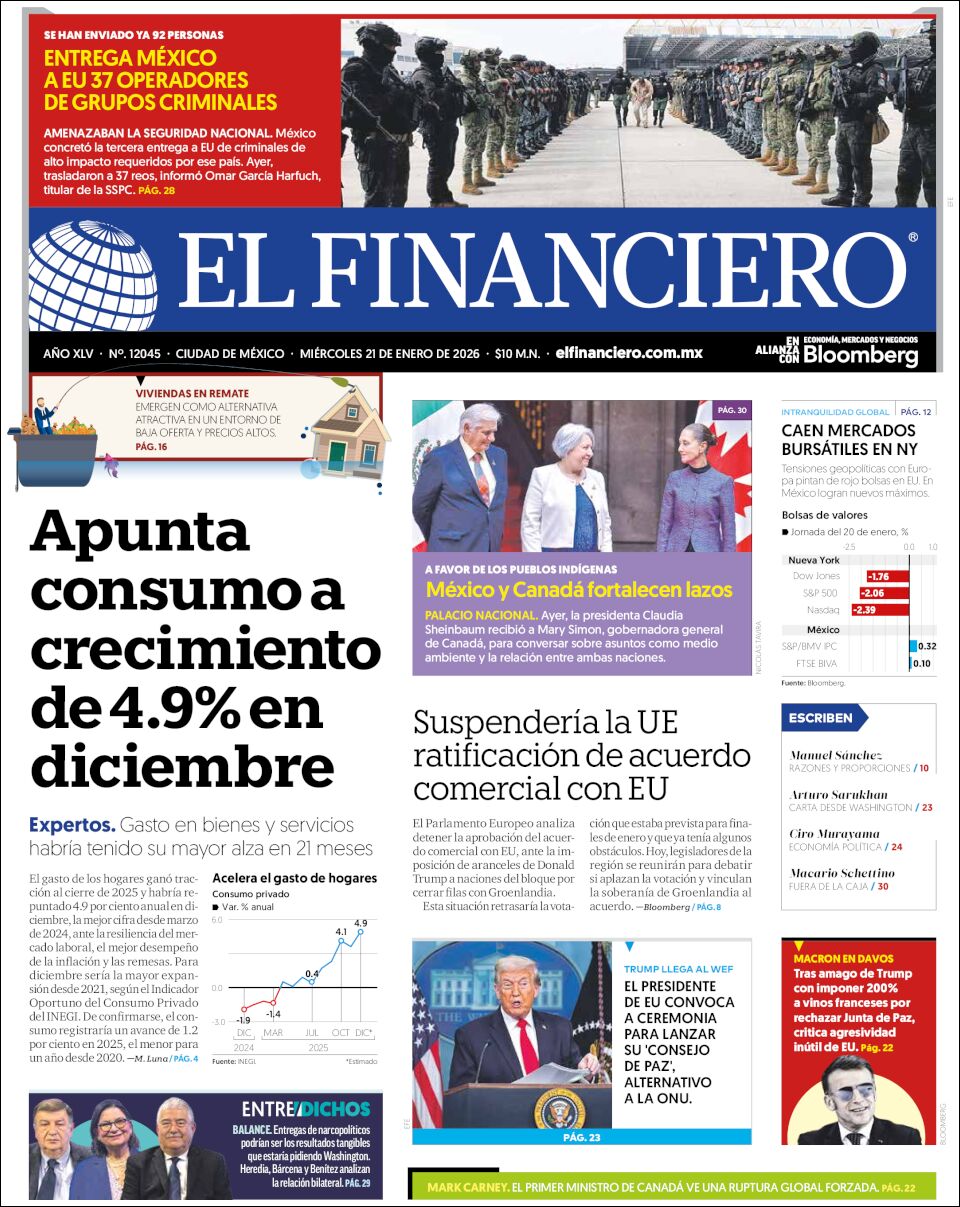 SE HAN ENVIADO YA 92 PERSONAS
ENTREGA MÉXICO
A EU 37 OPERADORES
DE GRUPOS CRIMINALES
AMENAZABAN LA SEGURIDAD NACIONAL. México
concretó la tercera entrega a EU de criminales de
alto impacto requeridos por ese país. Ayer,
trasladaron a 37 reos, informó Omar García Harfuch,
titular de la SSPC. PÁG. 28
EFE
EL FINANCIERO®
AÑO XLV · Nº. 12045 · CIUDAD DE MÉXICO · MIÉRCOLES 21 DE ENERO DE 2026 · $10 M.N. · elfinanciero.com.mx
EN ALIANZA CON
ECONOMÍA, MERCADOS Y NEGOCIOS
Bloomberg
VIVIENDAS EN REMATE
EMERGEN COMO ALTERNATIVA
ATRACTIVA EN UN ENTORNO DE
BAJA OFERTA Y PRECIOS ALTOS.
PÁG. 16
Apunta
consumo a
crecimiento
de 4.9% en
diciembre
Expertos. Gasto en bienes y servicios
habría tenido su mayor alza en 21 meses
El gasto de los hogares ganó trac-
ción al cierre de 2025 y habría re-
puntado 4.9 por ciento anual en di-
ciembre, la mejor cifra desde marzo
de 2024, ante la resiliencia del mer-
cado laboral, el mejor desempeño
de la inflación y las remesas. Para
diciembre sería la mayor expan-
sión desde 2021, según el Indicador
Oportuno del Consumo Privado
del INEGI. De confirmarse, el con-
sumo registraría un avance de 1.2
por ciento en 2025, el menor para
un año desde 2020. —M. Luna / PÁG. 4
Acelera el gasto de hogares
Consumo privado
Var. % anual
6.0
0.0
-3.0
-1.9
-1.4
0.4
4.1
4.9
DIC MAR JUL OCT DIC*
2024 2025
Fuente: INEGI. *Estimado
ENTRE/DICHOS
BALANCE. Entregas de narcopolíticos
podrían ser los resultados tangibles
que estaría pidiendo Washington.
Heredia, Bárcena y Benítez analizan
la relación bilateral. PÁG. 29
PÁG. 30
A FAVOR DE LOS PUEBLOS INDÍGENAS
México y Canadá fortalecen lazos
PALACIO NACIONAL. Ayer, la presidenta Claudia
Sheinbaum recibió a Mary Simon, gobernadora general
de Canadá, para conversar sobre asuntos como medio
ambiente y la relación entre ambas naciones.
NICOLÁS TAVIRA
Suspendería la UE
ratificación de acuerdo
comercial con EU
El Parlamento Europeo analiza
detener la aprobación del acuer-
do comercial con EU, ante la im-
posición de aranceles de Donald
Trump a naciones del bloque por
cerrar filas con Groenlandia.
Esta situación retrasaría la vota-
ción que estaba prevista para fina-
les de enero y que ya tenía algunos
obstáculos. Hoy, legisladores de la
región se reunirán para debatir
si aplazan la votación y vinculan
la soberanía de Groenlandia al
acuerdo. —Bloomberg / PÁG. 8
EFE
TRUMP LLEGA AL WEF
EL PRESIDENTE
DE EU CONVOCA
A CEREMONIA
PARA LANZAR
SU 'CONSEJO
DE PAZ',
ALTERNATIVO
A LA ONU.
PÁG. 23
INTRANQUILIDAD GLOBAL PÁG. 12
CAEN MERCADOS
BURSÁTILES EN NY
Tensiones geopolíticas con Euro-
pa pintan de rojo bolsas en EU. En
México logran nuevos máximos.
Bolsas de valores
Jornada del 20 de enero, %
-2.5 0.0 1.0
Nueva York
Dow Jones -1.76
S&P 500 -2.06
Nasdaq -2.39
México
S&P/BMV IPC 0.32
FTSE BIVA 0.10
Fuente: Bloomberg.
ESCRIBEN
Manuel Sánchez
RAZONES Y PROPORCIONES / 10
Arturo Sarukhan
CARTA DESDE WASHINGTON / 23
Ciro Murayama
ECONOMÍA POLÍTICA / 24
Macario Schettino
FUERA DE LA CAJA / 30
MACRON EN DAVOS
Tras amago de Trump
con imponer 200%
a vinos franceses por
rechazar Junta de Paz,
critica agresividad
inútil de EU. Pág. 22
BLOOMBERG
MARK CARNEY. EL PRIMER MINISTRO DE CANADÁ VE UNA RUPTURA GLOBAL FORZADA. PÁG. 22